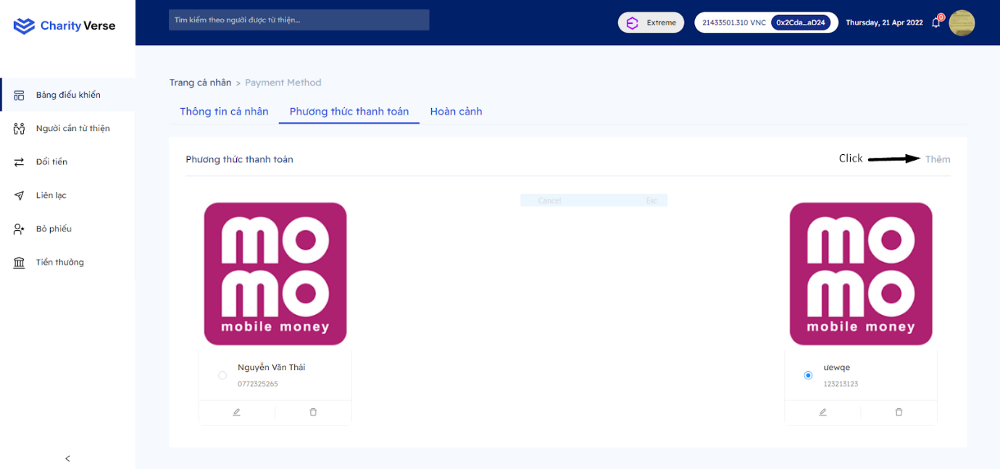 Charity Verse
Tìm kiếm theo người được từ thiện...
Extreme
21433501.310 VNC
0x2Cda...aD24
Thursday, 21 Apr 2022
0
Bảng điều khiển
Người cần từ thiện
Đổi tiền
Liên lạc
Bỏ phiếu
Tiền thưởng
Trang cá nhân > Payment Method
Thông tin cá nhân
Phương thức thanh toán
Hoàn cảnh
Phương thức thanh toán
Click
Thêm
Cancel
Esc
mo
mo
mobile money
mo
mo
mobile money
Nguyễn Văn Thái
0772325265
ưewqe
123213123